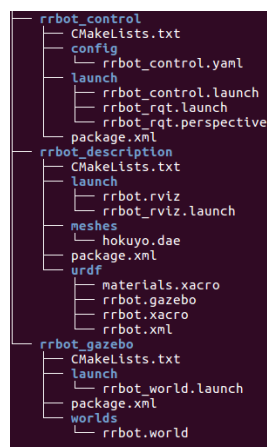 rrbot_control
CMakeLists.txt
config
rrbot_control.yaml
launch
rrbot_control.launch
rrbot_rqt.launch
rrbot_rqt.perspective
package.xml
rrbot_description
CMakeLists.txt
launch
rrbot.rviz
rrbot_rviz.launch
meshes
hokuyo.dae
package.xml
urdf
materials.xacro
rrbot.gazebo
rrbot.xacro
rrbot.xml
rrbot_gazebo
CMakeLists.txt
launch
rrbot_world.launch
package.xml
worlds
rrbot.world